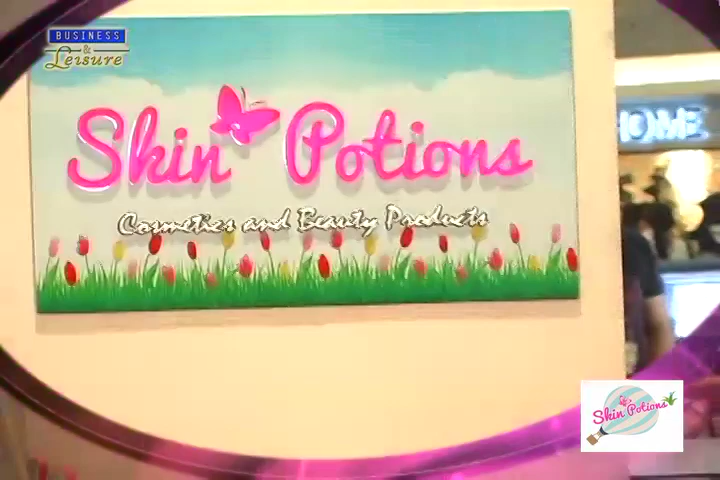 BUSINESS
&
Leisure
Skin Potions
Cosmetics and Beauty Products
HOME
Skin Potions